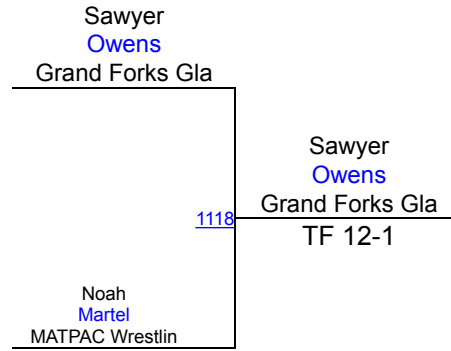 Sawyer
Owens
Grand Forks Gla
Sawyer
Owens
Grand Forks Gla
1118
TF 12-1
Noah
Martel
MATPAC Wrestlin